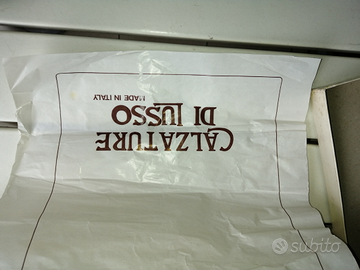 CALZATURE
DI LUSSO
MADE IN ITALY
subito